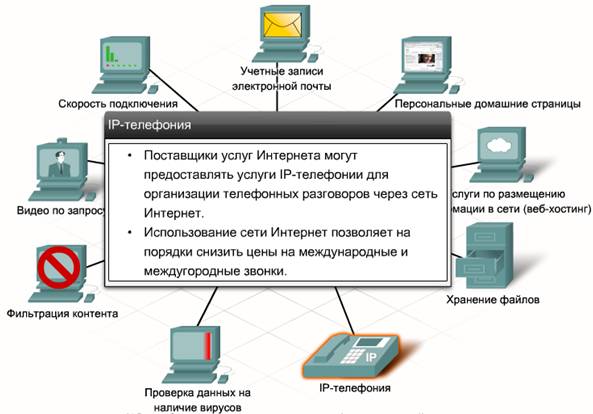 Учетные записи
электронной почты
Скорость подключения
Персональные домашние страницы
IP-телефония
• Поставщики услуг Интернета могут
предоставлять услуги IP-телефонии для
организации телефонных разговоров через сеть
Интернет.
• Использование сети Интернет позволяет на
порядки снизить цены на международные и
междугородные звонки.
Видео по запросу
слуги по размещению
рмации в сети (веб-хостинг)
Фильтрация контента
Хранение файлов
IP
Проверка данных на
наличие вирусов
IP-телефония